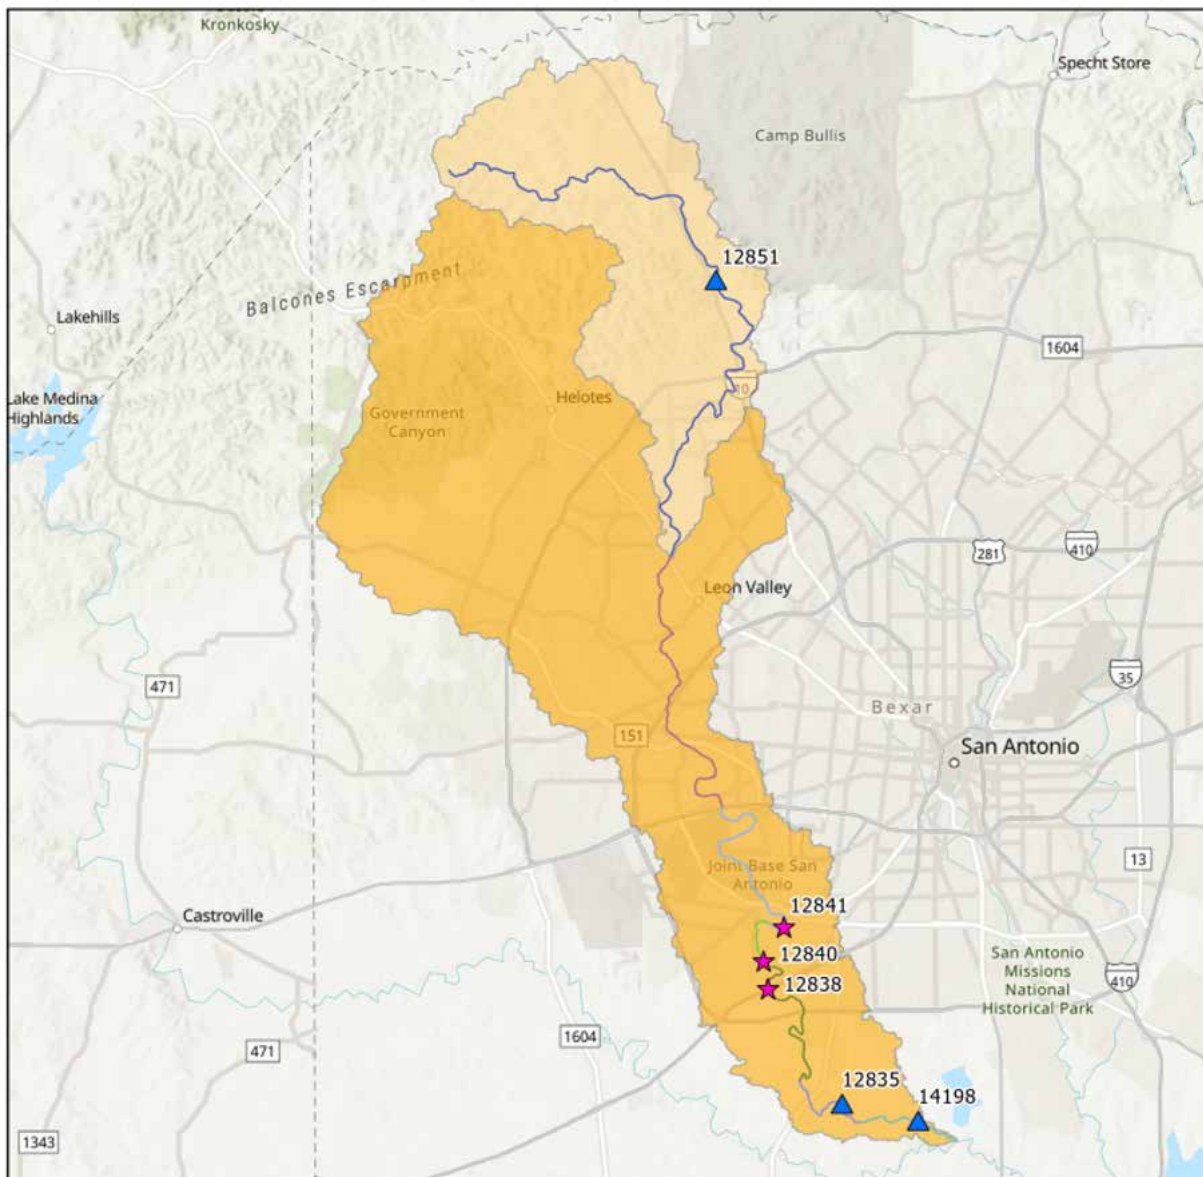 Kronkosky
Specht Store
Camp Bullis
12851
Balcones Escarpment
Lakehills
1604
Lake Medina
Highlands
10
Helotes
Government
Canyon
281
410
Leon Valley
471
35
Bexar
151
San Antonio
Joint Base San
Antonio
13
Castroville
12841
12840
12838
San Antonio
Missions
National
Historical Park
410
1604
471
12835
14198
1343